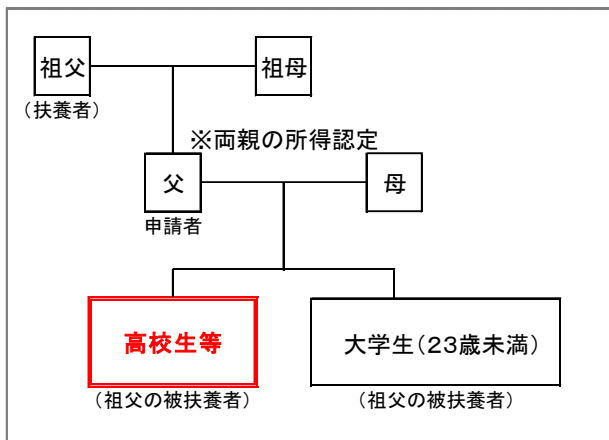 祖父
祖母
（扶養者）
※両親の所得認定
父
母
申請者
高校生等
大学生（２３歳未満）
（祖父の被扶養者）
（祖父の被扶養者）